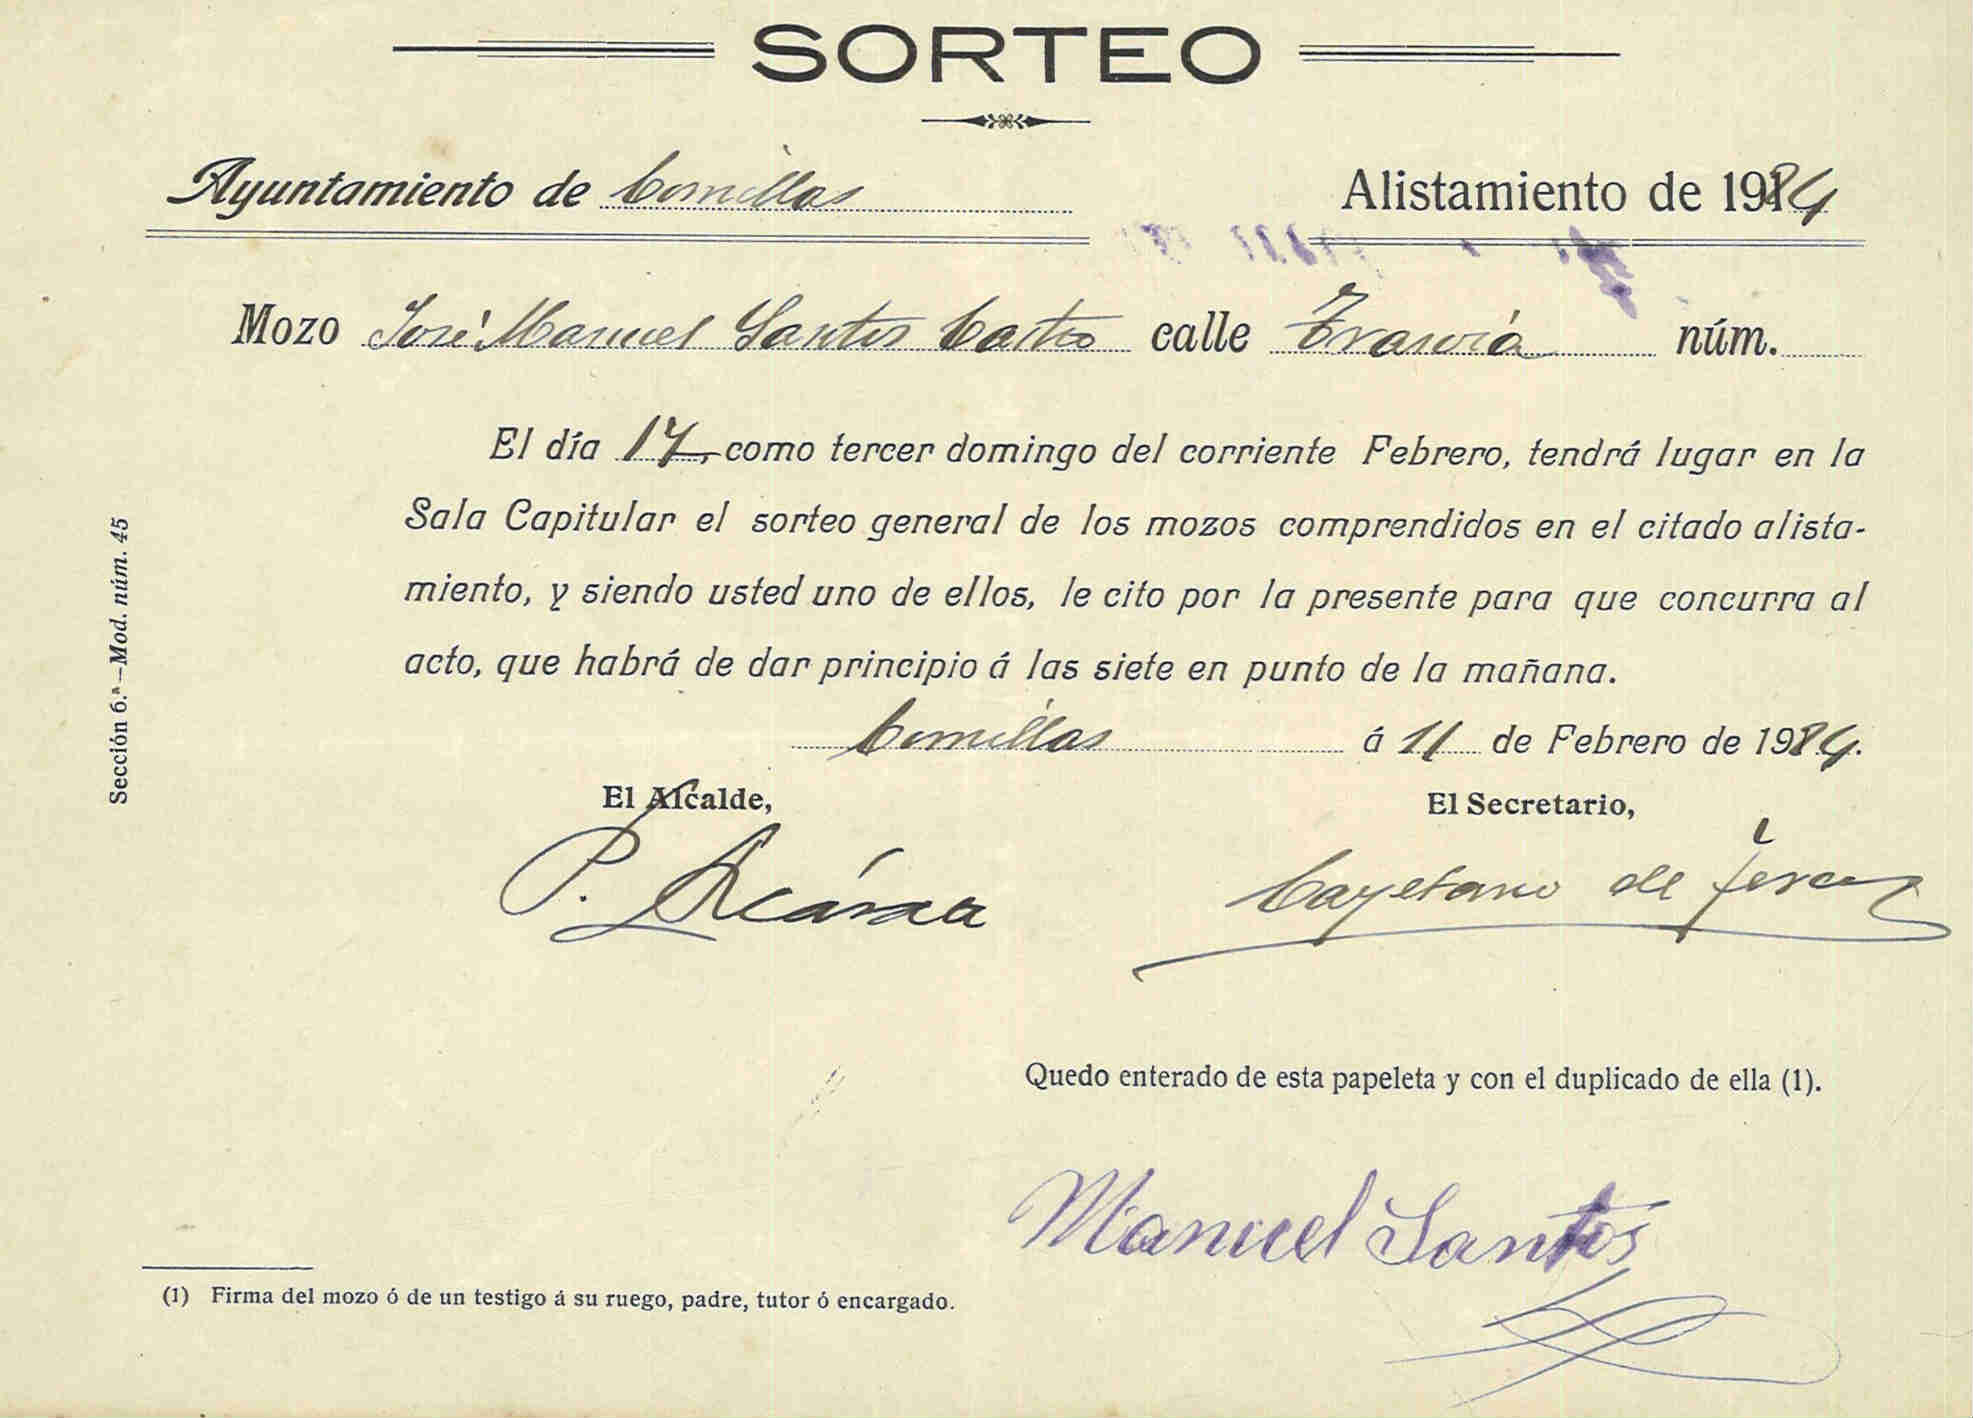 SORTEO
Ayuntamiento de Comillas Alistamiento de 1924
Mozo José Manuel Santos Castro calle Trasvía núm.
El día 17, como tercer domingo del corriente Febrero, tendrá lugar en la
Sala Capitular el sorteo general de los mozos comprendidos en el citado alista-
miento, y siendo usted uno de ellos, le cito por la presente para que concurra al
acto, que habrá de dar principio á las siete en punto de la mañana.
Comillas á 11 de Febrero de 1924.
El Alcalde, El Secretario,
P. Cayetano de
Quedo enterado de esta papeleta y con el duplicado de ella (1).
Manuel Santos
(1) Firma del mozo ó de un testigo á su ruego, padre, tutor ó encargado.
Sección 6.ª—Mod. núm. 45